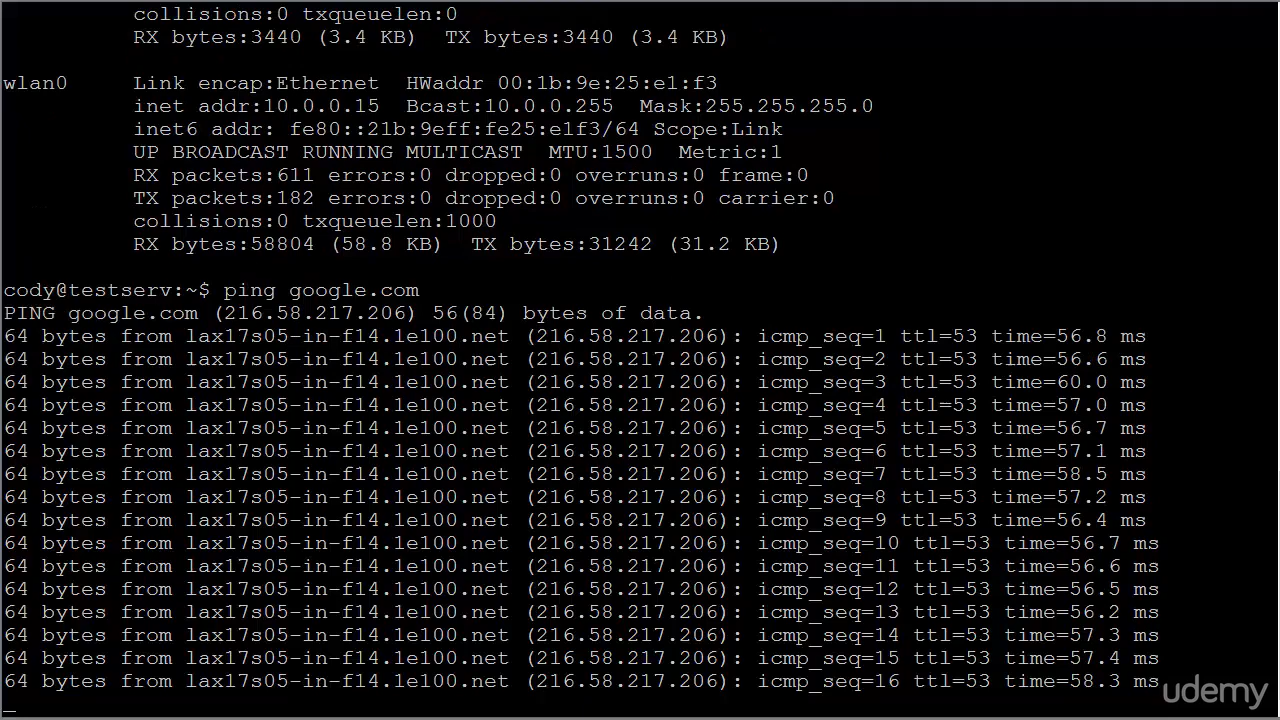 collisions:0 txqueuelen:0
RX bytes:3440 (3.4 KB)  TX bytes:3440 (3.4 KB)
wlan0     Link encap:Ethernet  HWaddr 00:1b:9e:25:e1:f3
inet addr:10.0.0.15  Bcast:10.0.0.255  Mask:255.255.255.0
inet6 addr: fe80::21b:9eff:fe25:e1f3/64 Scope:Link
UP BROADCAST RUNNING MULTICAST  MTU:1500  Metric:1
RX packets:611 errors:0 dropped:0 overruns:0 frame:0
TX packets:182 errors:0 dropped:0 overruns:0 carrier:0
collisions:0 txqueuelen:1000
RX bytes:58804 (58.8 KB)  TX bytes:31242 (31.2 KB)
cody@testserv:~$ ping google.com
PING google.com (216.58.217.206) 56(84) bytes of data.
64 bytes from lax17s05-in-f14.1e100.net (216.58.217.206): icmp_seq=1 ttl=53 time=56.8 ms
64 bytes from lax17s05-in-f14.1e100.net (216.58.217.206): icmp_seq=2 ttl=53 time=56.6 ms
64 bytes from lax17s05-in-f14.1e100.net (216.58.217.206): icmp_seq=3 ttl=53 time=60.0 ms
64 bytes from lax17s05-in-f14.1e100.net (216.58.217.206): icmp_seq=4 ttl=53 time=57.0 ms
64 bytes from lax17s05-in-f14.1e100.net (216.58.217.206): icmp_seq=5 ttl=53 time=56.7 ms
64 bytes from lax17s05-in-f14.1e100.net (216.58.217.206): icmp_seq=6 ttl=53 time=57.1 ms
64 bytes from lax17s05-in-f14.1e100.net (216.58.217.206): icmp_seq=7 ttl=53 time=58.5 ms
64 bytes from lax17s05-in-f14.1e100.net (216.58.217.206): icmp_seq=8 ttl=53 time=57.2 ms
64 bytes from lax17s05-in-f14.1e100.net (216.58.217.206): icmp_seq=9 ttl=53 time=56.4 ms
64 bytes from lax17s05-in-f14.1e100.net (216.58.217.206): icmp_seq=10 ttl=53 time=56.7 ms
64 bytes from lax17s05-in-f14.1e100.net (216.58.217.206): icmp_seq=11 ttl=53 time=56.6 ms
64 bytes from lax17s05-in-f14.1e100.net (216.58.217.206): icmp_seq=12 ttl=53 time=56.5 ms
64 bytes from lax17s05-in-f14.1e100.net (216.58.217.206): icmp_seq=13 ttl=53 time=56.2 ms
64 bytes from lax17s05-in-f14.1e100.net (216.58.217.206): icmp_seq=14 ttl=53 time=57.3 ms
64 bytes from lax17s05-in-f14.1e100.net (216.58.217.206): icmp_seq=15 ttl=53 time=57.4 ms
64 bytes from lax17s05-in-f14.1e100.net (216.58.217.206): icmp_seq=16 ttl=53 time=58.3 ms
udemy